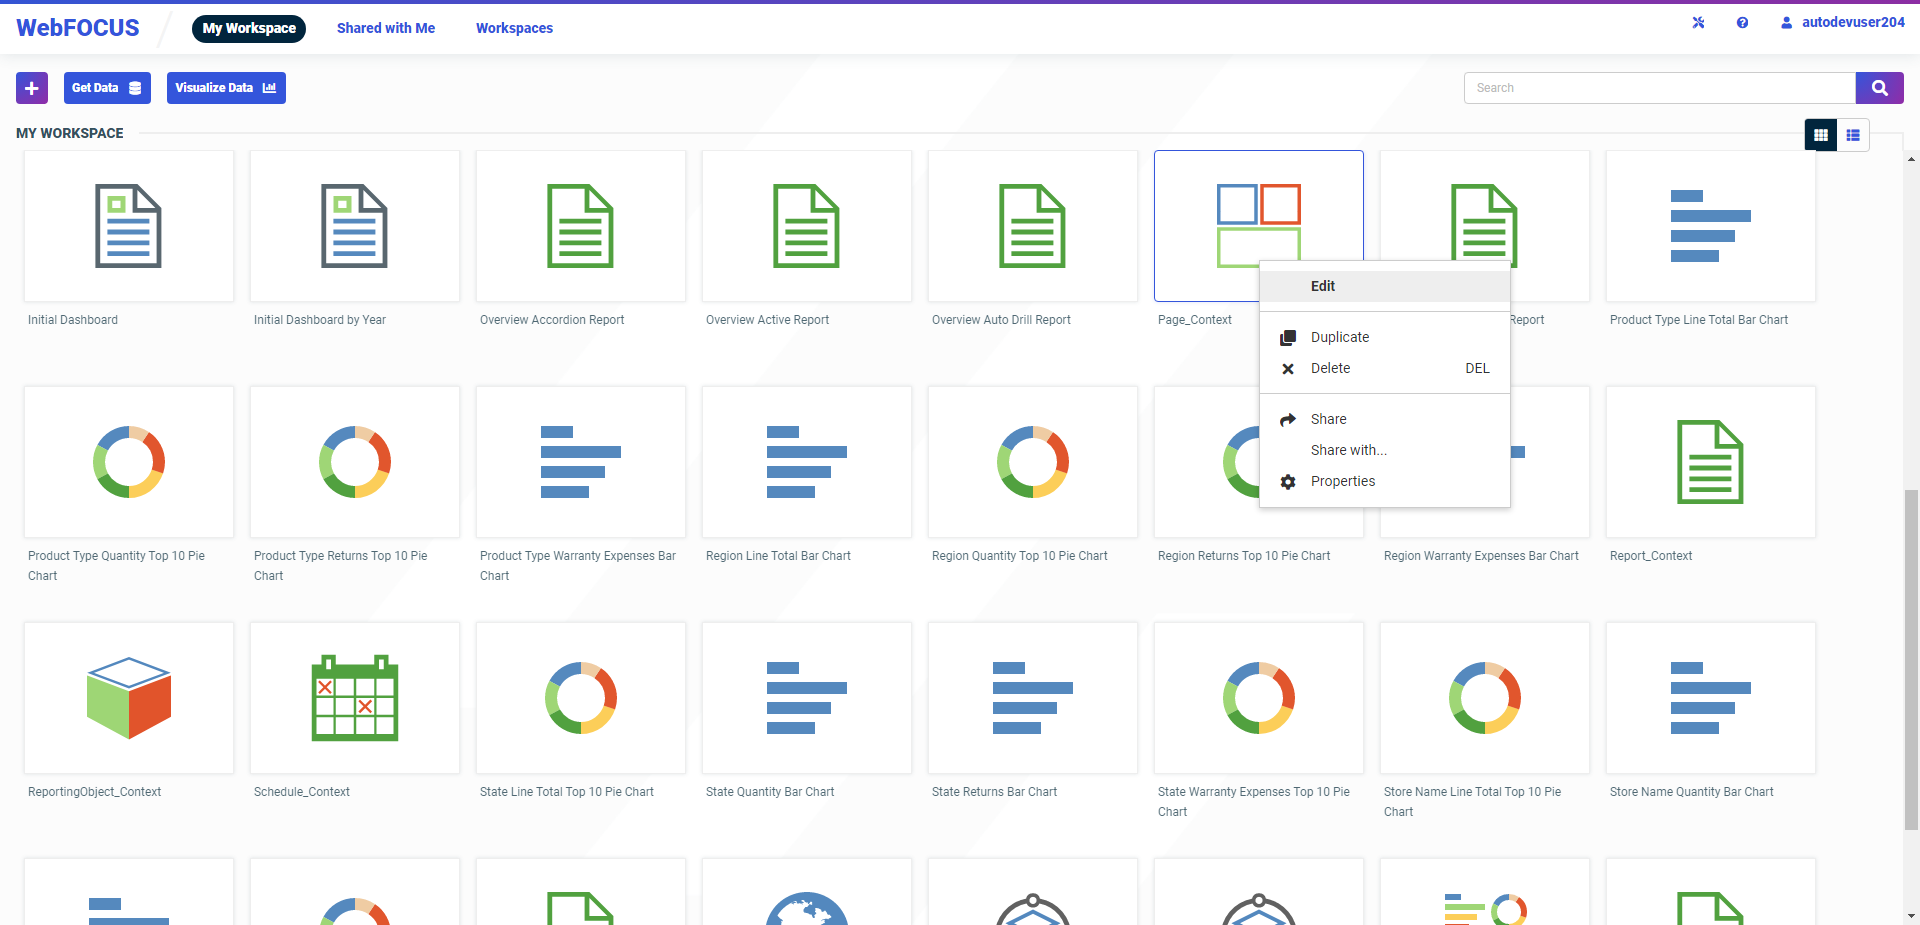 WebFOCUS
My Workspace
Shared with Me
Workspaces
autodevuser204
Get Data
Visualize Data
Search
MY WORKSPACE
Initial Dashboard
Initial Dashboard by Year
Overview Accordion Report
Overview Active Report
Overview Auto Drill Report
Page_Context
Report
Product Type Line Total Bar Chart
Edit
Duplicate
Delete DEL
Share
Share with...
Properties
Product Type Quantity Top 10 Pie
Chart
Product Type Returns Top 10 Pie
Chart
Product Type Warranty Expenses Bar
Chart
Region Line Total Bar Chart
Region Quantity Top 10 Pie Chart
Region Returns Top 10 Pie Chart
Region Warranty Expenses Bar Chart
Report_Context
ReportingObject_Context
Schedule_Context
State Line Total Top 10 Pie Chart
State Quantity Bar Chart
State Returns Bar Chart
State Warranty Expenses Top 10 Pie
Chart
Store Name Line Total Top 10 Pie
Chart
Store Name Quantity Bar Chart